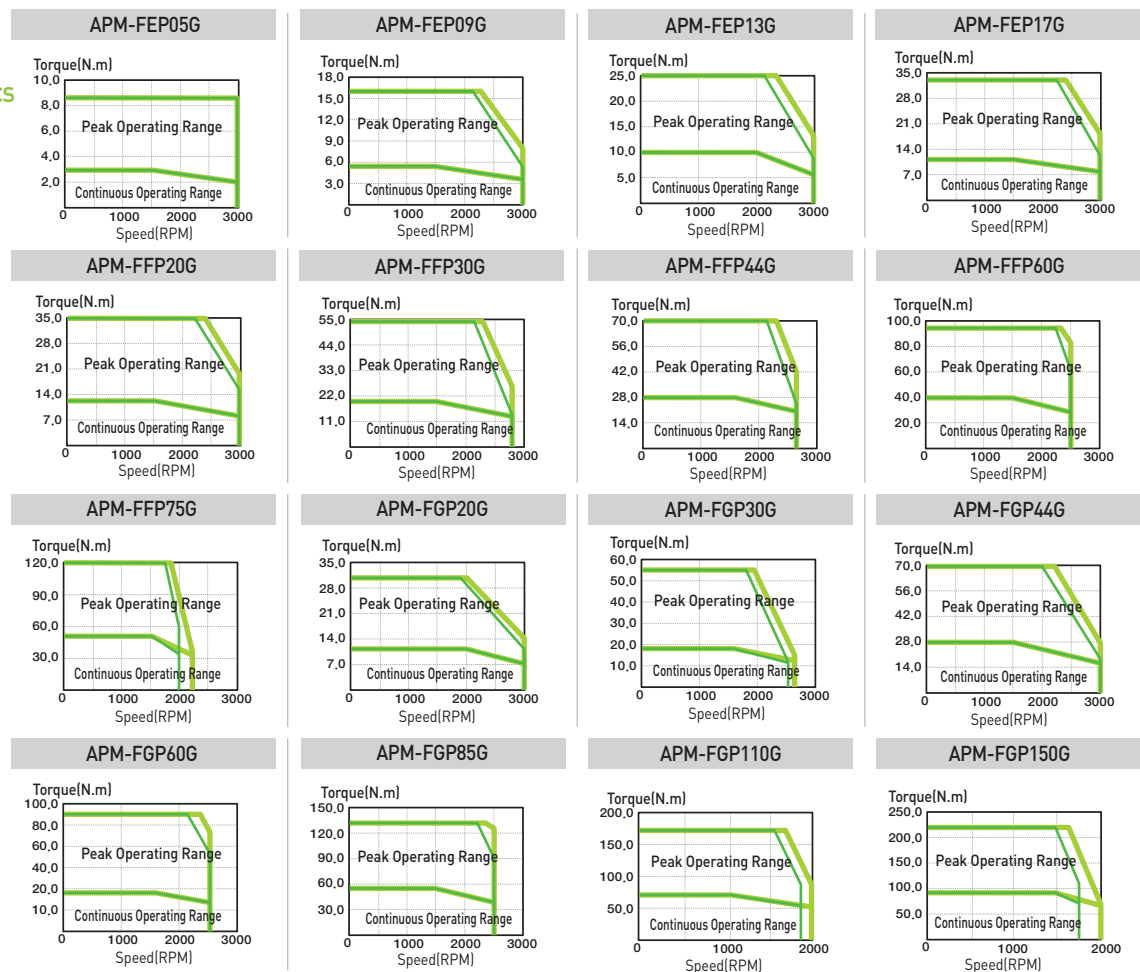 cs
APM-FEP05G
Torque(N.m)
10,0
8,0
6,0
4,0
2,0
Peak Operating Range
Continuous Operating Range
0 1000 2000 3000
Speed(RPM)
APM-FEP09G
Torque(N.m)
18,0
15,0
12,0
9,0
6,0
3,0
Peak Operating Range
Continuous Operating Range
0 1000 2000 3000
Speed(RPM)
APM-FEP13G
Torque(N.m)
25,0
20,0
15,0
10,0
5,0
Peak Operating Range
Continuous Operating Range
0 1000 2000 3000
Speed(RPM)
APM-FEP17G
Torque(N.m)
35,0
28,0
21,0
14,0
7,0
Peak Operating Range
Continuous Operating Range
0 1000 2000 3000
Speed(RPM)
APM-FFP20G
Torque(N.m)
35,0
28,0
21,0
14,0
7,0
Peak Operating Range
Continuous Operating Range
0 1000 2000 3000
Speed(RPM)
APM-FFP30G
Torque(N.m)
55,0
44,0
33,0
22,0
11,0
Peak Operating Range
Continuous Operating Range
0 1000 2000 3000
Speed(RPM)
APM-FFP44G
Torque(N.m)
70,0
56,0
42,0
28,0
14,0
Peak Operating Range
Continuous Operating Range
0 1000 2000 3000
Speed(RPM)
APM-FFP60G
Torque(N.m)
100,0
80,0
60,0
40,0
20,0
Peak Operating Range
Continuous Operating Range
0 1000 2000 3000
Speed(RPM)
APM-FFP75G
Torque(N.m)
120,0
90,0
60,0
30,0
Peak Operating Range
Continuous Operating Range
0 1000 2000 3000
Speed(RPM)
APM-FGP20G
Torque(N.m)
35,0
28,0
21,0
14,0
7,0
Peak Operating Range
Continuous Operating Range
0 1000 2000 3000
Speed(RPM)
APM-FGP30G
Torque(N.m)
60,0
50,0
40,0
30,0
20,0
10,0
Peak Operating Range
Continuous Operating Range
0 1000 2000 3000
Speed(RPM)
APM-FGP44G
Torque(N.m)
70,0
56,0
42,0
28,0
14,0
Peak Operating Range
Continuous Operating Range
0 1000 2000 3000
Speed(RPM)
APM-FGP60G
Torque(N.m)
100,0
80,0
60,0
40,0
20,0
10,0
Peak Operating Range
Continuous Operating Range
0 1000 2000 3000
Speed(RPM)
APM-FGP85G
Torque(N.m)
150,0
120,0
90,0
60,0
30,0
Peak Operating Range
Continuous Operating Range
0 1000 2000 3000
Speed(RPM)
APM-FGP110G
Torque(N.m)
200,0
150,0
100,0
50,0
Peak Operating Range
Continuous Operating Range
0 1000 2000
Speed(RPM)
APM-FGP150G
Torque(N.m)
250,0
200,0
150,0
100,0
50,0
Peak Operating Range
Continuous Operating Range
0 1000 2000
Speed(RPM)